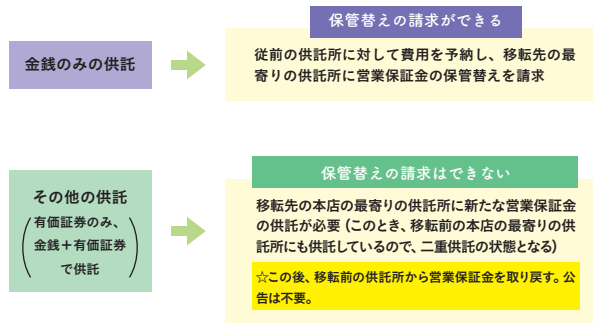 保管替えの請求ができる
金銭のみの供託
従前の供託所に対して費用を予納し、移転先の最
寄りの供託所に営業保証金の保管替えを請求
保管替えの請求はできない
その他の供託
(有価証券のみ、
金銭＋有価証券
で供託)
移転先の本店の最寄りの供託所に新たな営業保証金
の供託が必要（このとき、移転前の本店の最寄りの供
託所にも供託しているので、二重供託の状態となる）
☆この後、移転前の供託所から営業保証金を取り戻す。公
告は不要。